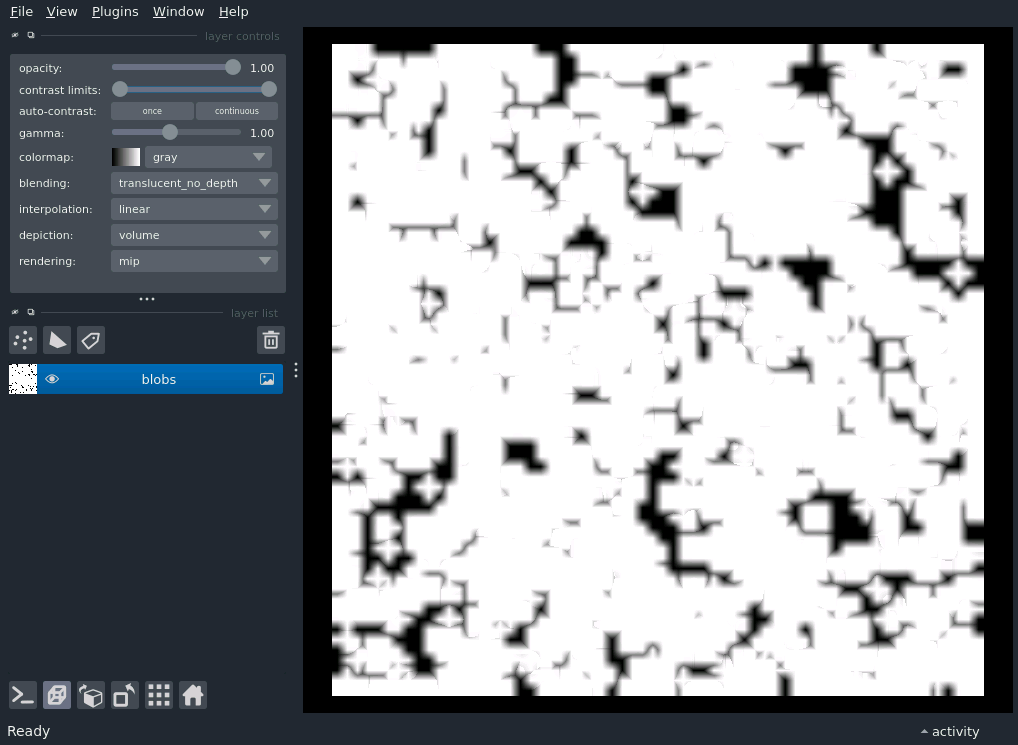 File View Plugins Window Help
layer controls
opacity: 1.00
contrast limits:
auto-contrast: once continuous
gamma: 1.00
colormap: gray
blending: translucent_no_depth
interpolation: linear
depiction: volume
rendering: mip
layer list
blobs
Ready activity